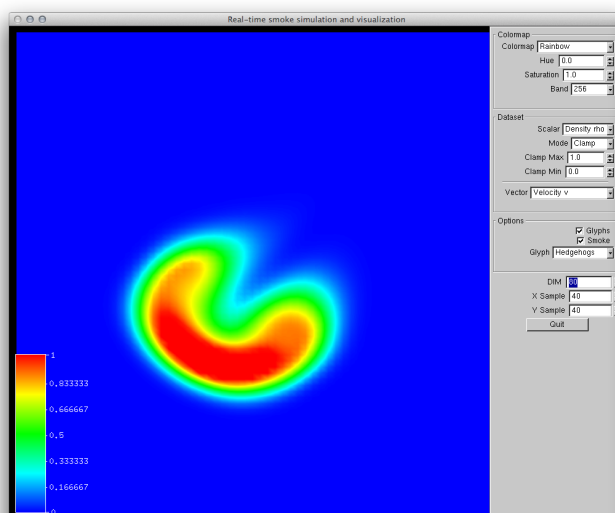 Real-time smoke simulation and visualization
Colormap
Colormap Rainbow
Hue 0.0
Saturation 1.0
Band 256
Dataset
Scalar Density rho
Mode Clamp
Clamp Max 1.0
Clamp Min 0.0
Vector Velocity v
Options
Glyphs
Smoke
Glyph Hedgehogs
DIM
X Sample 40
Y Sample 40
Quit
1
0.833333
0.666667
0.5
0.333333
0.166667
0